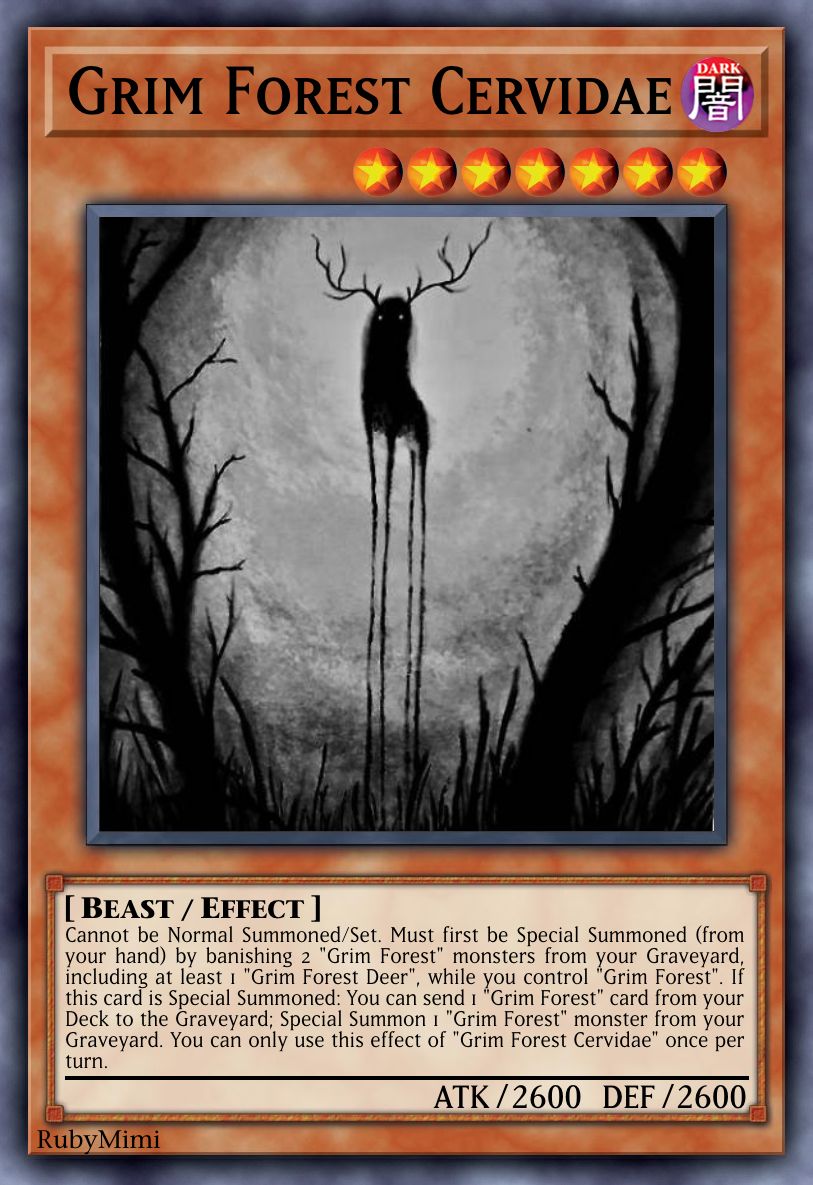 Grim Forest Cervidae
DARK
闇
[ Beast / Effect ]
Cannot be Normal Summoned/Set. Must first be Special Summoned (from
your hand) by banishing 2 "Grim Forest" monsters from your Graveyard,
including at least 1 "Grim Forest Deer", while you control "Grim Forest". If
this card is Special Summoned: You can send 1 "Grim Forest" card from your
Deck to the Graveyard; Special Summon 1 "Grim Forest" monster from your
Graveyard. You can only use this effect of "Grim Forest Cervidae" once per
turn.
ATK / 2600 DEF / 2600
RubyMimi